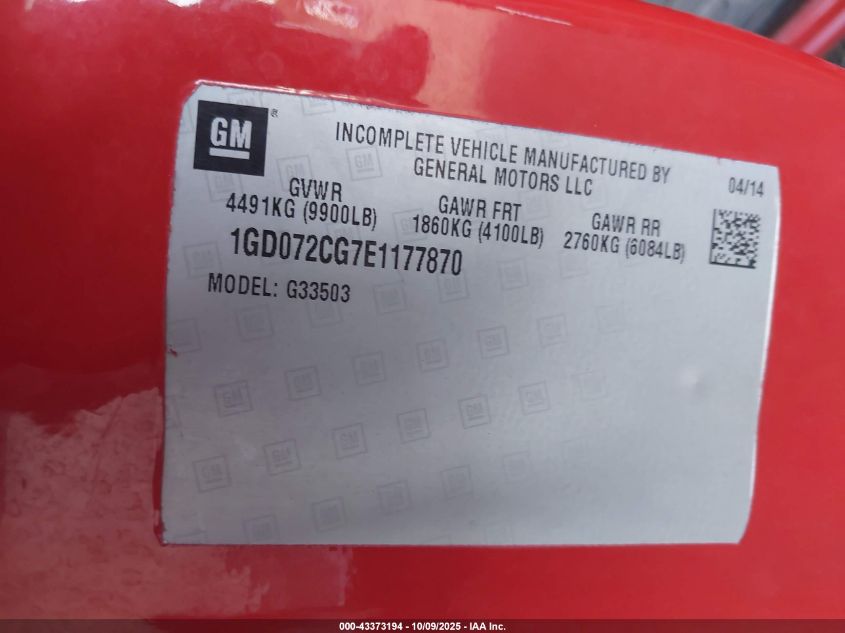 GM ®
INCOMPLETE VEHICLE MANUFACTURED BY
GENERAL MOTORS LLC
04/14
GVWR
4491KG (9900LB)
GAWR FRT
1860KG (4100LB)
GAWR RR
2760KG (6084LB)
1GD072CG7E1177870
MODEL: G33503
000-43373194 - 10/09/2025 - IAA Inc.